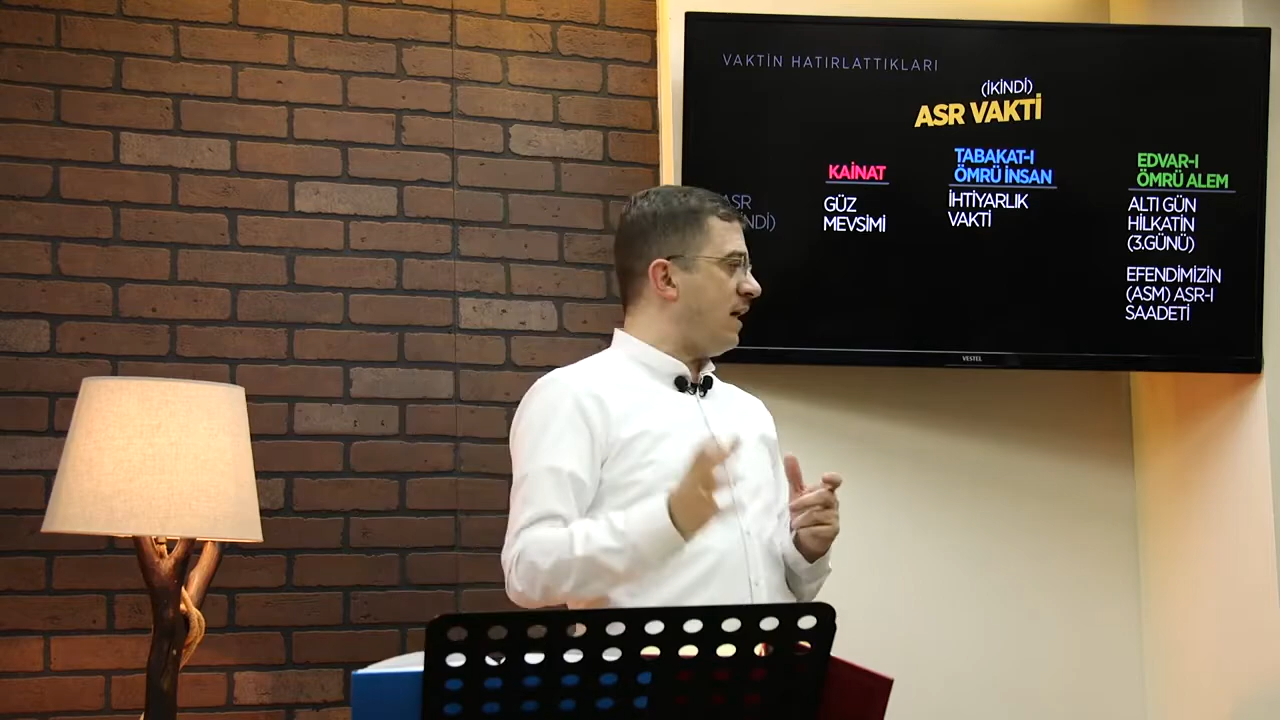 VAKTİN HATIRLATTIKLARI
(İKİNDİ)
ASR VAKTİ
KAİNAT
TABAKAT-I
ÖMRÜ İNSAN
EDVAR-I
ÖMRÜ ALEM
ASR
GÜZ
MEVSİMİ
İHTİYARLIK
VAKTİ
ALTI GÜN
HİLKATİN
(3.GÜNÜ)
EFENDİMİZİN
(ASM) ASR-I
SAADETİ
VESTEL